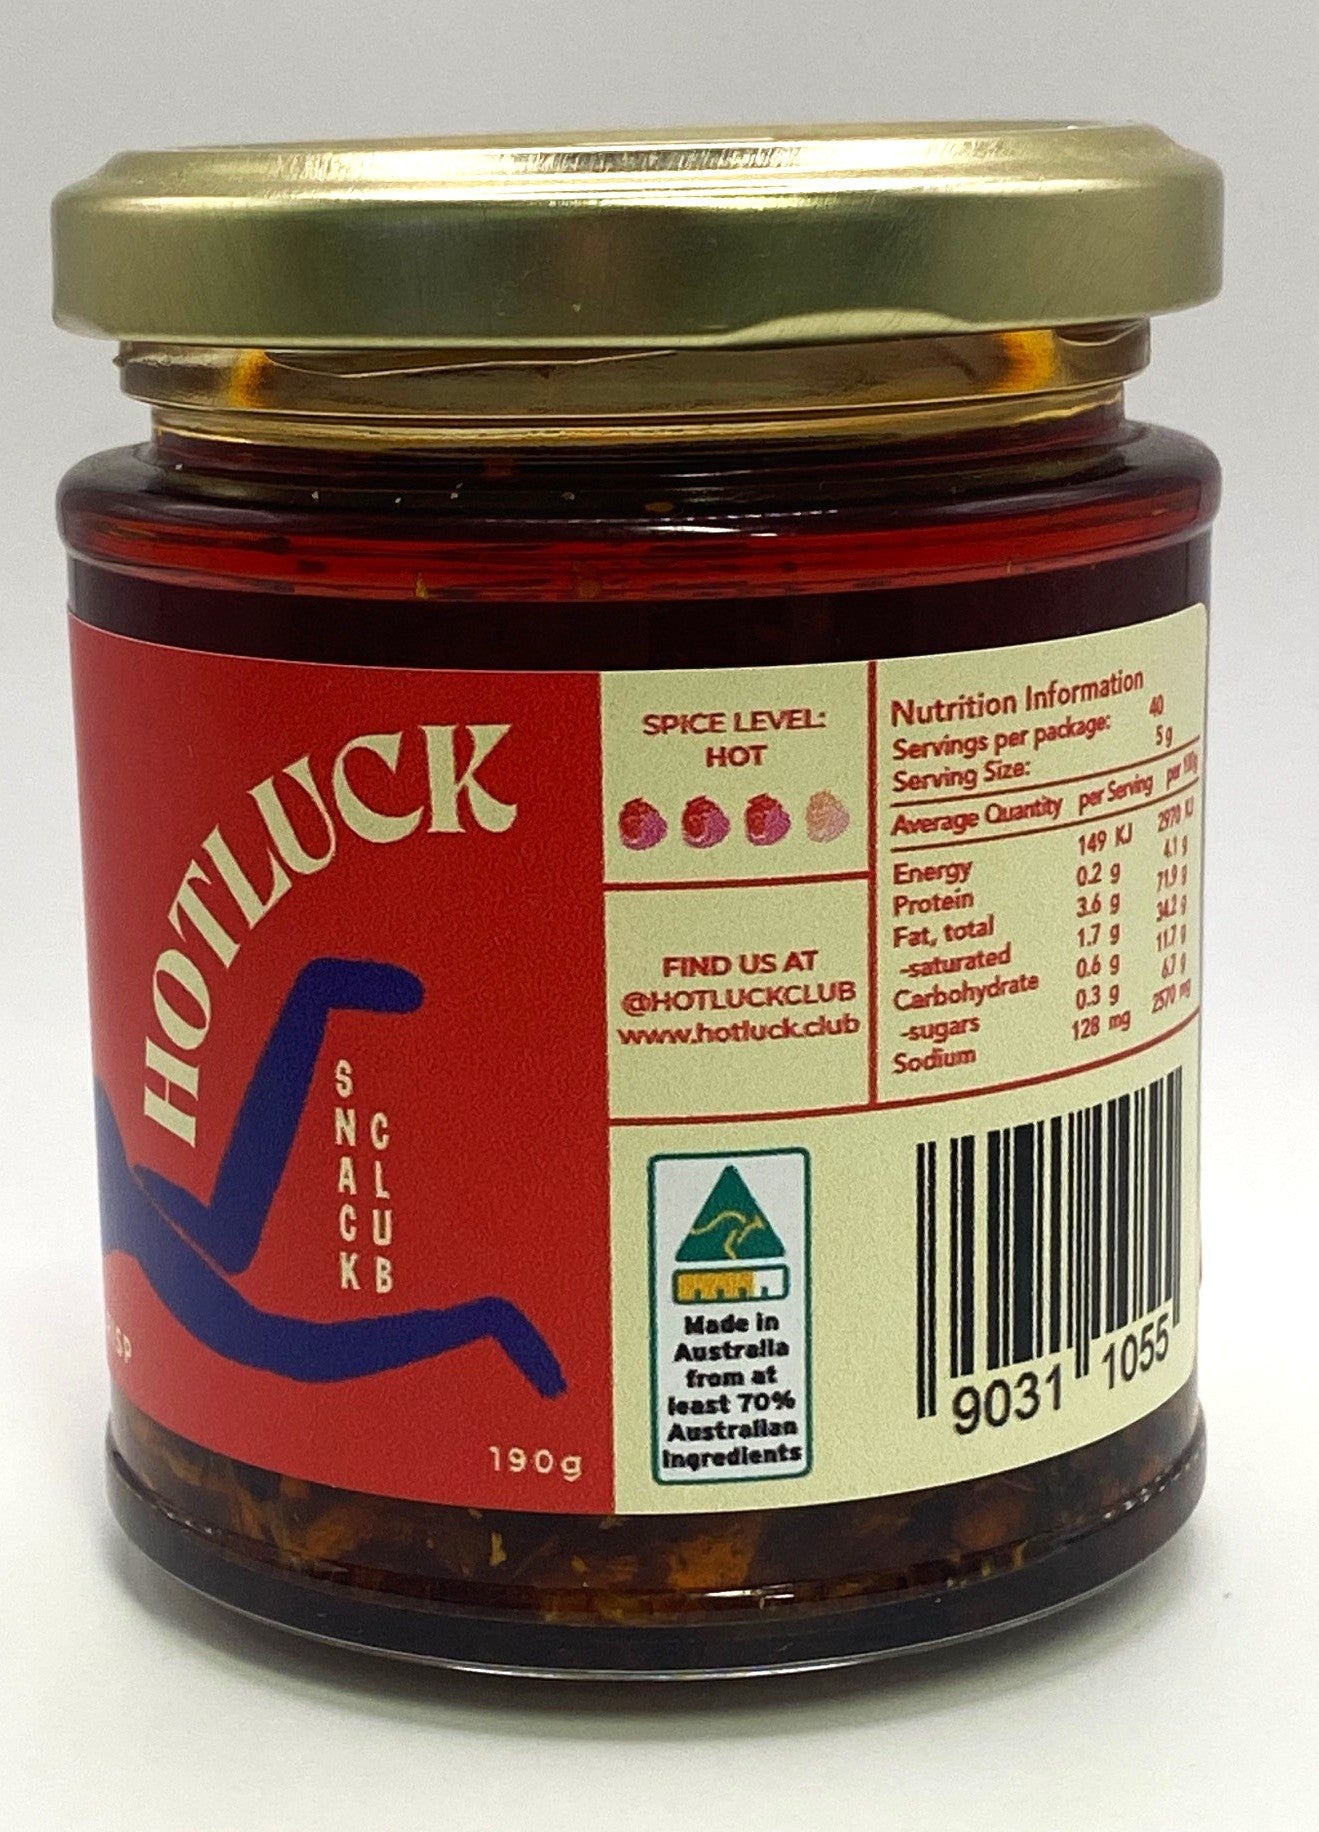 HOTLUCK
SNACK
CLUB
190g
SPICE LEVEL:
HOT
FIND US AT
@HOTLUCKCLUB
www.hotluck.club
Nutrition Information
Servings per package: 40
Serving Size: 5 g
Average Quantity per Serving per 100g
Energy 149 KJ 2970 KJ
Protein 0.2 g 4.1 g
Fat, total 3.6 g 71.9 g
-saturated 1.7 g 34.2 g
Carbohydrate 0.6 g 11.7 g
-sugars 0.3 g 6.7 g
Sodium 128 mg 2570 mg
Made in
Australia
from at
least 70%
Australian
ingredients
9031 1055